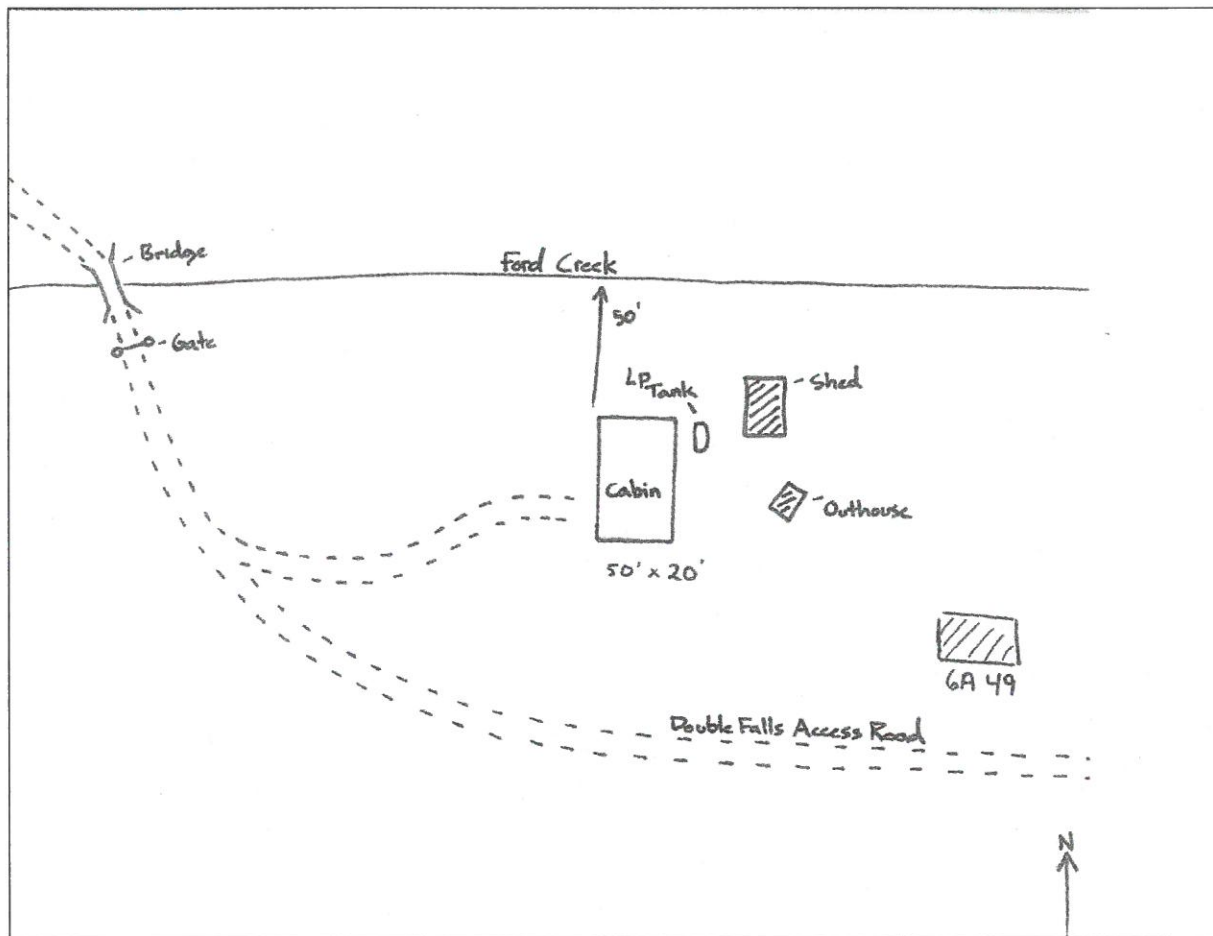 Bridge
Ford Creek
50'
Gate
LP Tank
Shed
Cabin
Outhouse
50' x 20'
6A 49
Double Falls Access Road
N